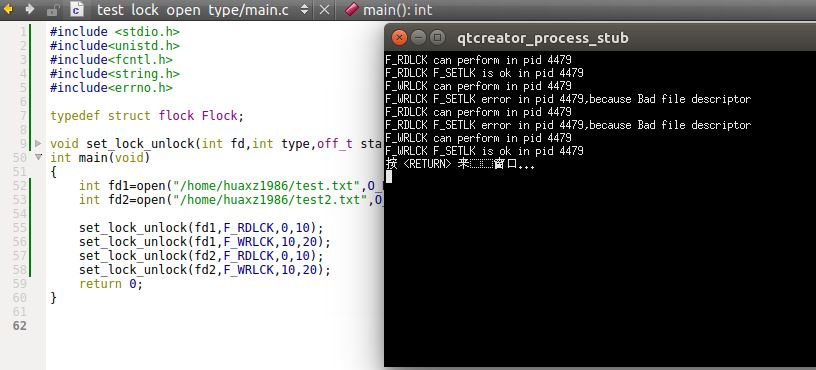 test_lock_open_type/main.c
main(): int
1 #include <stdio.h>
2 #include<unistd.h>
3 #include<fcntl.h>
4 #include<string.h>
5 #include<errno.h>
6
7 typedef struct flock Flock;
8
9 void set_lock_unlock(int fd,int type,off_t sta
50 int main(void)
51 {
52 int fd1=open("/home/huaxz1986/test.txt",O_
53 int fd2=open("/home/huaxz1986/test2.txt",O_
54
55 set_lock_unlock(fd1,F_RDLCK,0,10);
56 set_lock_unlock(fd1,F_WRLCK,10,20);
57 set_lock_unlock(fd2,F_RDLCK,0,10);
58 set_lock_unlock(fd2,F_WRLCK,10,20);
59 return 0;
60 }
61
62
qtcreator_process_stub
F_RDLCK can perform in pid 4479
F_RDLCK F_SETLK is ok in pid 4479
F_WRLCK can perform in pid 4479
F_WRLCK F_SETLK error in pid 4479,because Bad file descriptor
F_RDLCK can perform in pid 4479
F_RDLCK F_SETLK error in pid 4479,because Bad file descriptor
F_WRLCK can perform in pid 4479
F_WRLCK F_SETLK is ok in pid 4479
按 <RETURN> 来窗口...